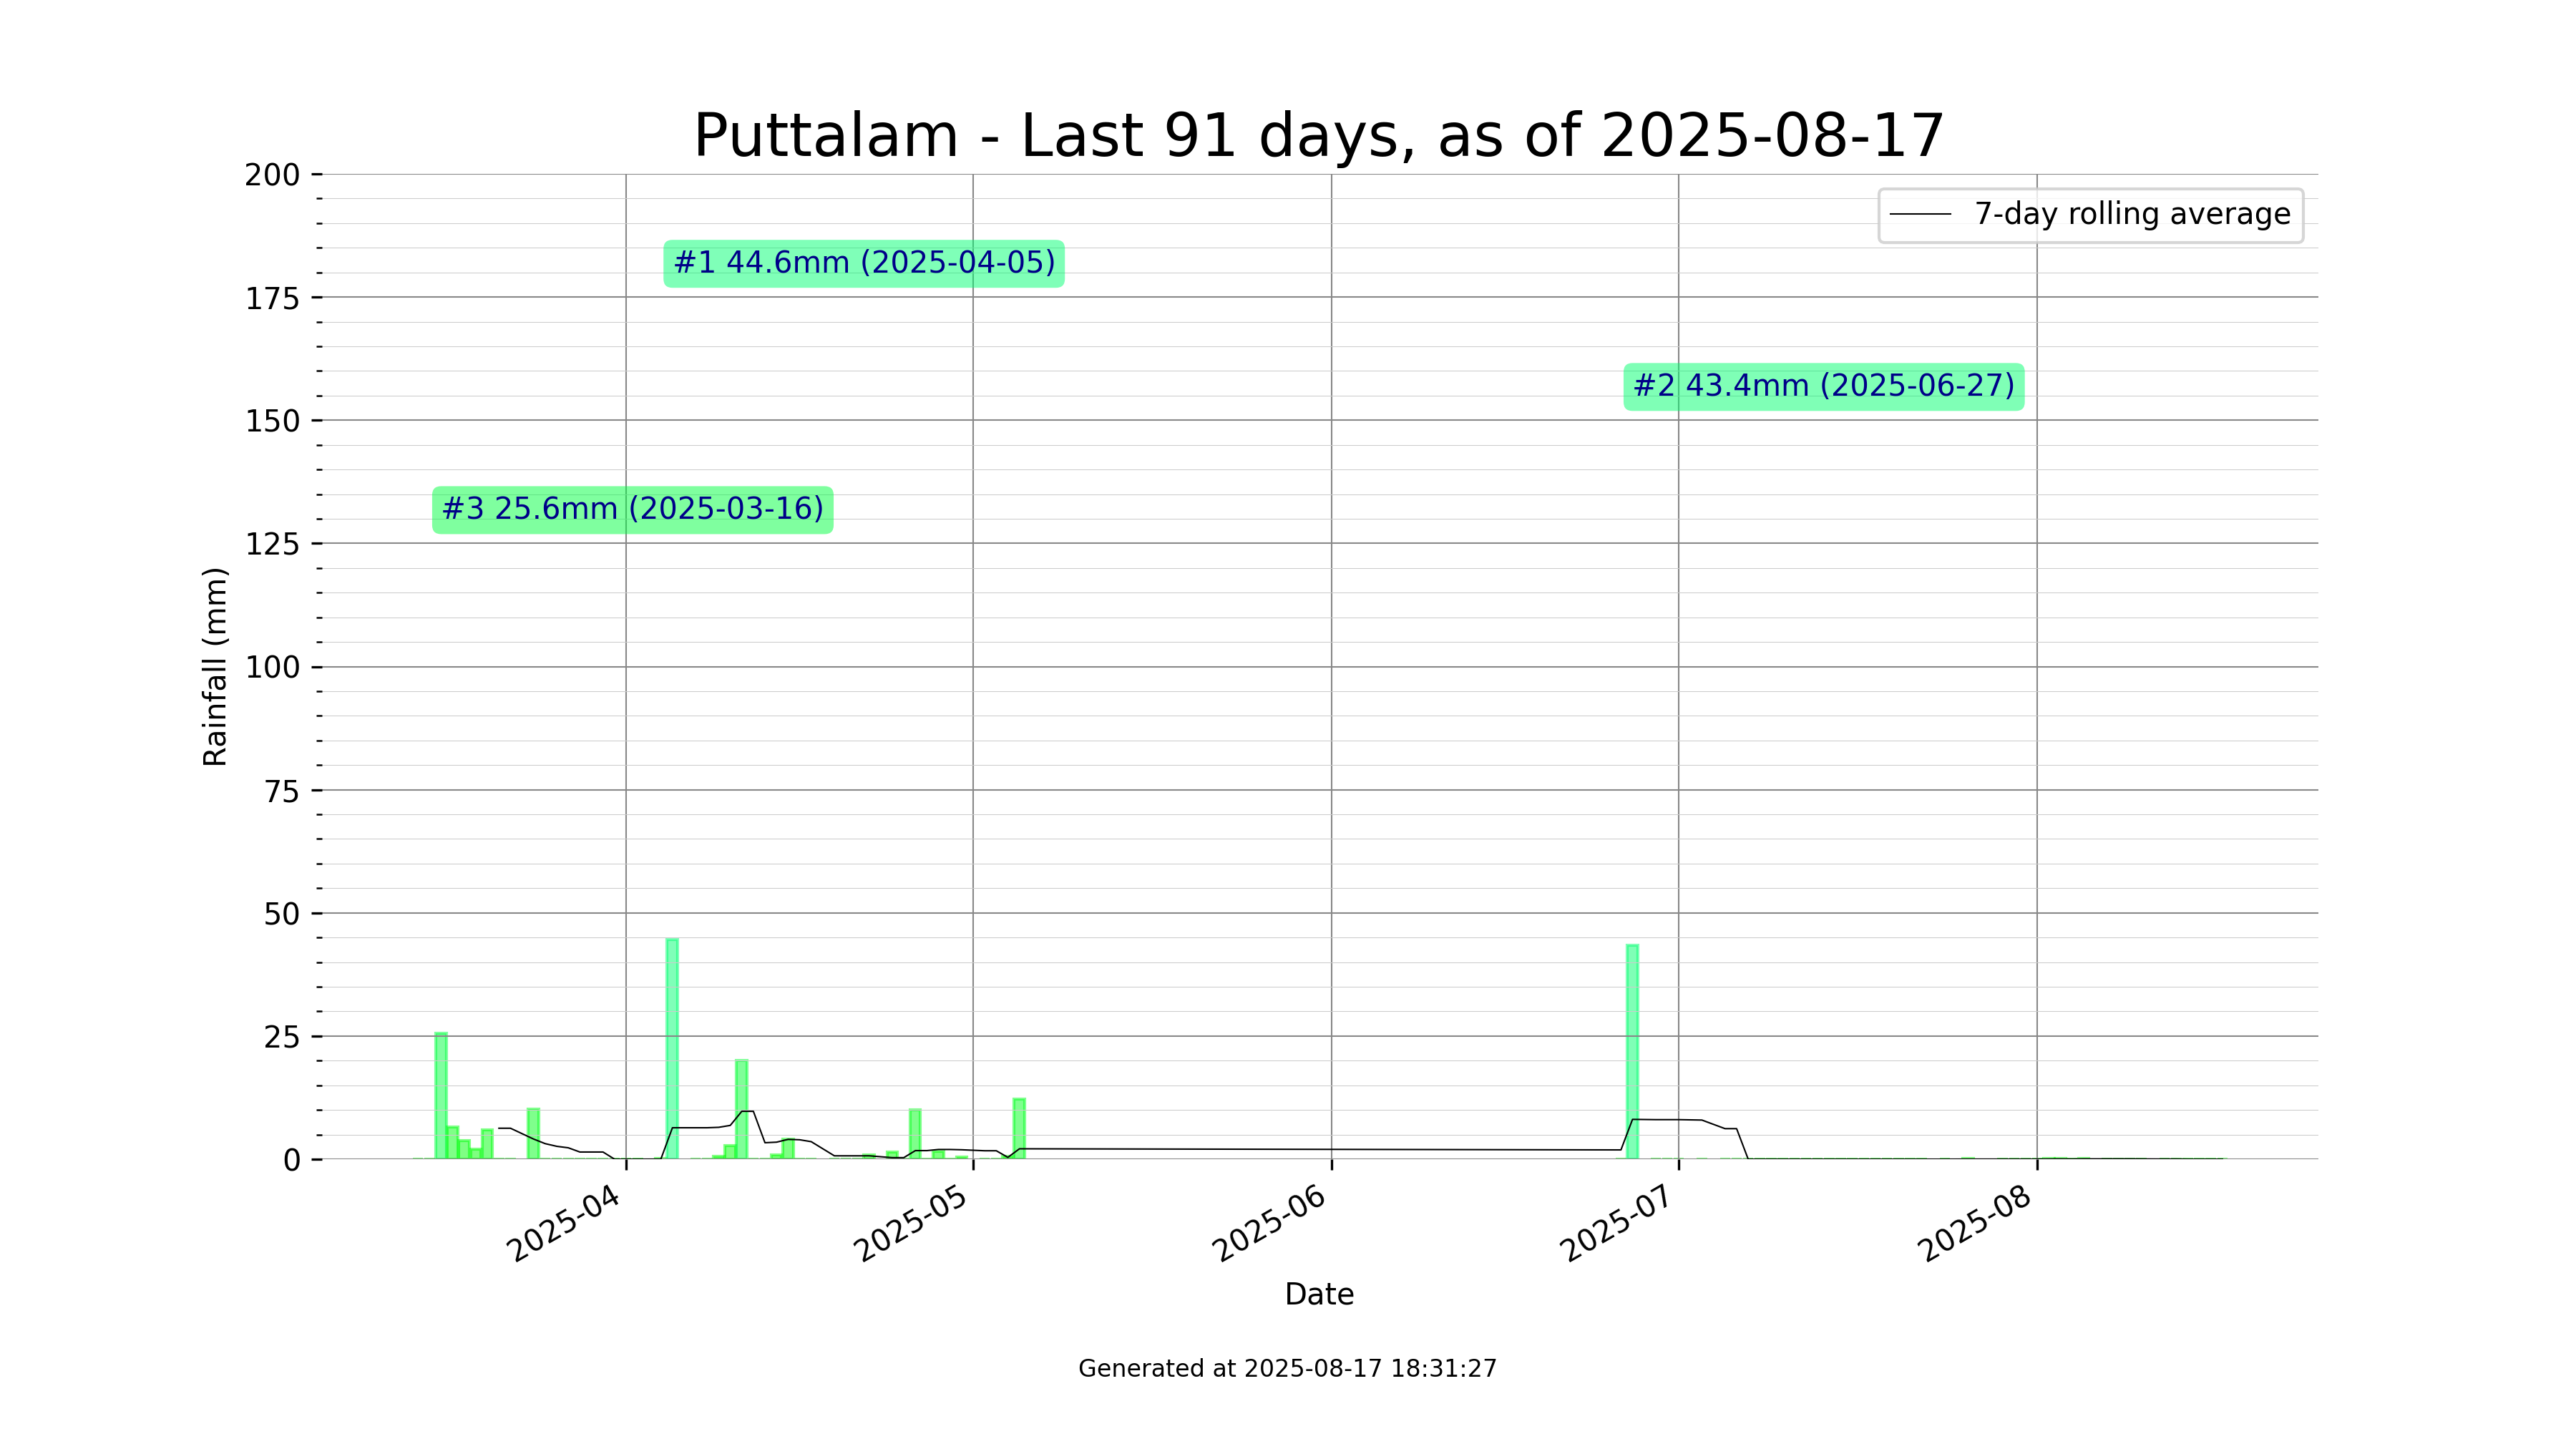 Puttalam - Last 91 days, as of 2025-08-17
7-day rolling average
#1 44.6mm (2025-04-05)
#2 43.4mm (2025-06-27)
#3 25.6mm (2025-03-16)
Rainfall (mm)
200
175
150
125
100
75
50
25
0
2025-04
2025-05
2025-06
2025-07
2025-08
Date
Generated at 2025-08-17 18:31:27